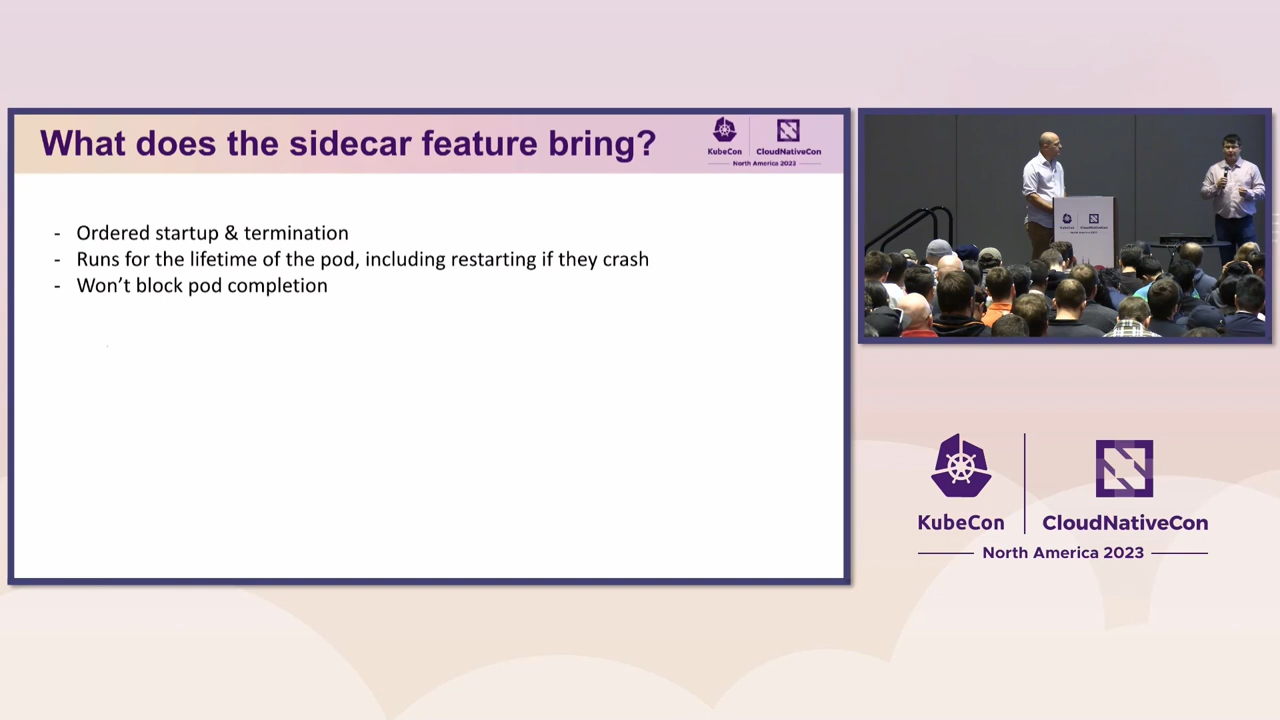 What does the sidecar feature bring?
KubeCon
CloudNativeCon
North America 2023
- Ordered startup & termination
- Runs for the lifetime of the pod, including restarting if they crash
- Won't block pod completion
KubeCon
CloudNativeCon
North America 2023